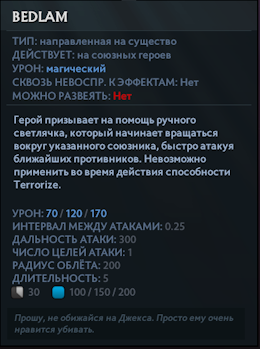 BEDLAM
ТИП: направленная на существо
ДЕЙСТВУЕТ: на союзных героев
УРОН: магический
СКВОЗЬ НЕВОСПР. К ЭФФЕКТАМ: Нет
МОЖНО РАЗВЕЯТЬ: Нет
Герой призывает на помощь ручного
светлячка, который начинает вращаться
вокруг указанного союзника, быстро атакуя
ближайших противников. Невозможно
применить во время действия способности
Terrorize.
УРОН: 70 / 120 / 170
ИНТЕРВАЛ МЕЖДУ АТАКАМИ: 0.25
ДАЛЬНОСТЬ АТАКИ: 300
ЧИСЛО ЦЕЛЕЙ АТАКИ: 1
РАДИУС ОБЛЁТА: 200
ДЛИТЕЛЬНОСТЬ: 5
30 100 / 150 / 200
Прошу, не обижайся на Джекса. Просто ему очень
нравится убивать.